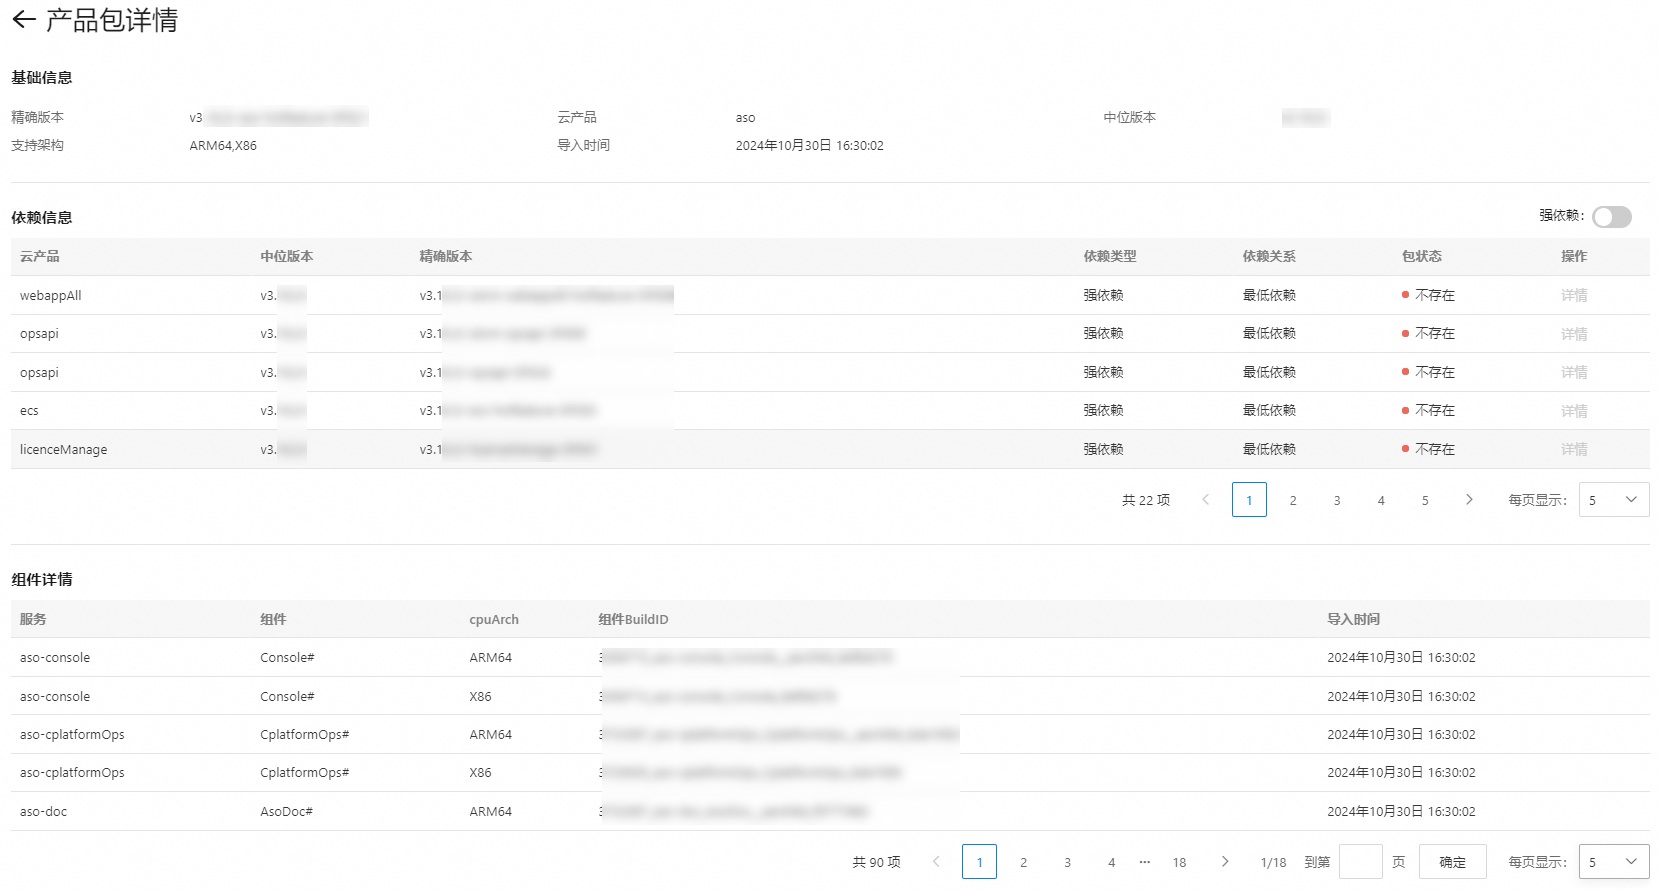 产品包详情
基础信息
精确版本 v3 云产品 aso 中位版本
支持架构 ARM64,X86 导入时间 2024年10月30日 16:30:02
依赖信息 强依赖:
云产品 中位版本 精确版本 依赖类型 依赖关系 包状态 操作
webappAll v3. v3.1 强依赖 最低依赖 不存在 详情
opsapi v3. v3.1 强依赖 最低依赖 不存在 详情
opsapi v3. v3.1 强依赖 最低依赖 不存在 详情
ecs v3. v3.1 强依赖 最低依赖 不存在 详情
licenceManage v3. v3.1 强依赖 最低依赖 不存在 详情
共 22 项 1 2 3 4 5 每页显示: 5
组件详情
服务 组件 cpuArch 组件BuildID 导入时间
aso-console Console# ARM64 2024年10月30日 16:30:02
aso-console Console# X86 2024年10月30日 16:30:02
aso-cplatformOps CplatformOps# ARM64 2024年10月30日 16:30:02
aso-cplatformOps CplatformOps# X86 2024年10月30日 16:30:02
aso-doc AsoDoc# ARM64 2024年10月30日 16:30:02
共 90 项 1 2 3 4 ··· 18 1/18 到第 页 确定 每页显示: 5